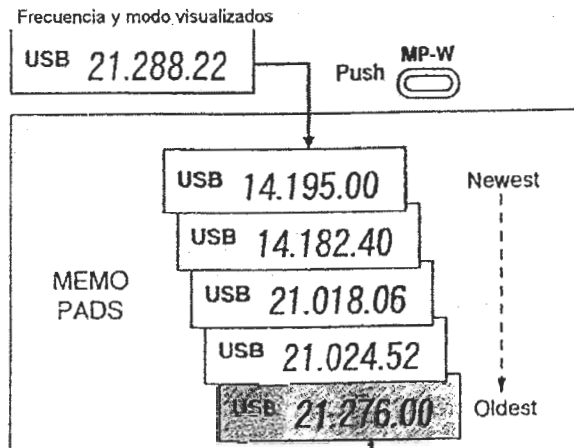 Frecuencia y modo visualizados
USB 21.288.22
Push MP-W
USB 14.195.00
Newest
USB 14.182.40
MEMO
PADS
USB 21.018.06
USB 21.024.52
USB 21.276.00
Oldest